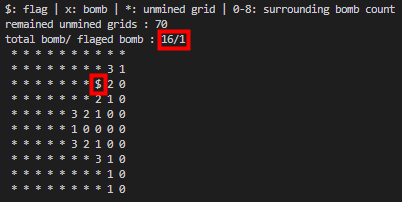 $: flag | x: bomb | *: unmined grid | 0-8: surrounding bomb count
remained unmined grids : 70
total bomb/ flaged bomb : 16/1
* * * * * * * * * *
* * * * * * * * 3 1
* * * * * * * $ 2 0
* * * * * * * 2 1 0
* * * * * 3 2 1 0 0
* * * * * 1 0 0 0 0
* * * * * 3 2 1 0 0
* * * * * * * 3 1 0
* * * * * * * * 1 0
* * * * * * * * 1 0